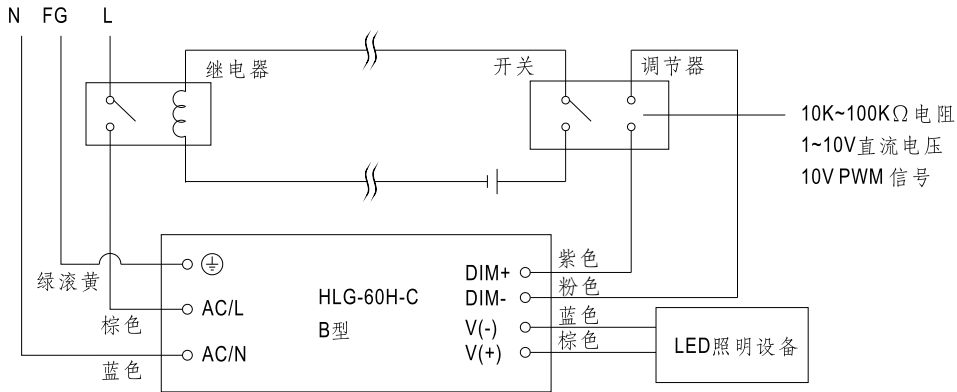 N FG L
继电器
开关
调节器
10K~100KΩ电阻
1~10V直流电压
10V PWM 信号
绿滚黄
棕色
蓝色
AC/L
AC/N
HLG-60H-C
B型
DIM+
DIM-
V(-)
V(+)
紫色
粉色
蓝色
棕色
LED照明设备